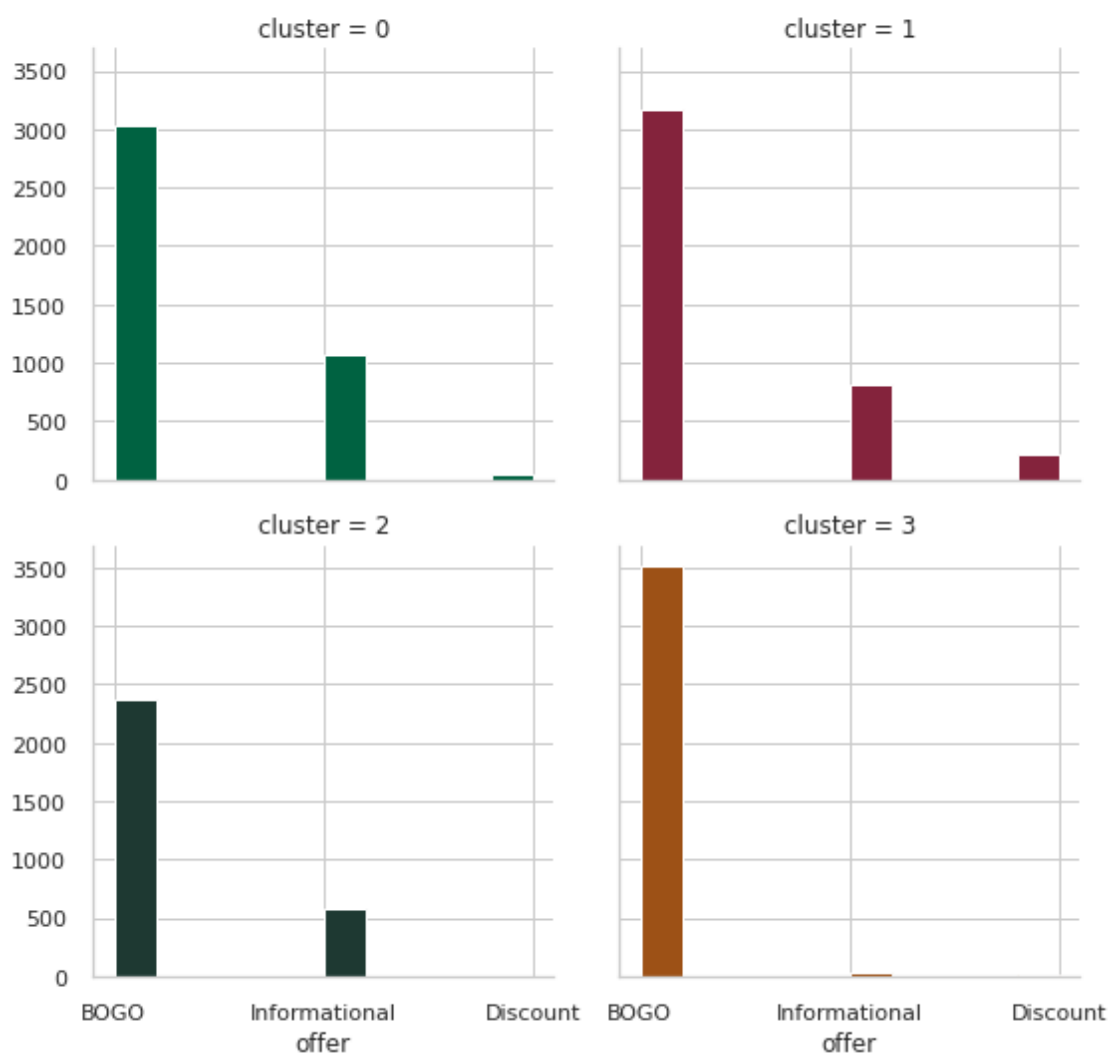 cluster = 0
cluster = 1
3500
3000
2500
2000
1500
1000
500
0
cluster = 2
cluster = 3
3500
3000
2500
2000
1500
1000
500
0
BOGO Informational Discount BOGO Informational Discount
offer offer